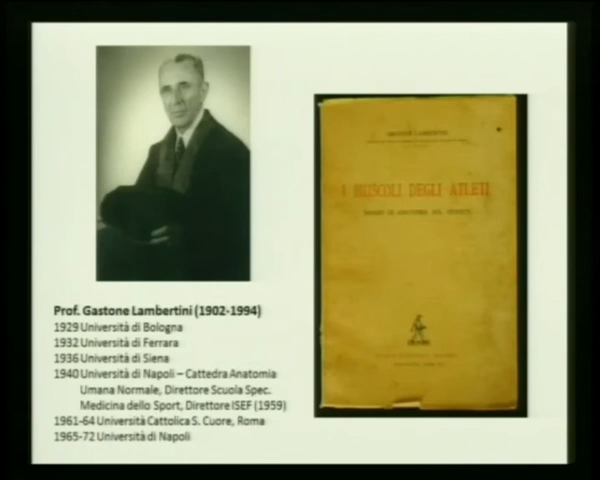 Prof. Gastone Lambertini (1902-1994)
1929 Università di Bologna
1932 Università di Ferrara
1936 Università di Siena
1940 Università di Napoli – Cattedra Anatomia
Umana Normale, Direttore Scuola Spec.
Medicina dello Sport, Direttore ISEF (1959)
1961-64 Università Cattolica S. Cuore, Roma
1965-72 Università di Napoli
GASTONE LAMBERTINI
I MUSCOLI DEGLI ATLETI